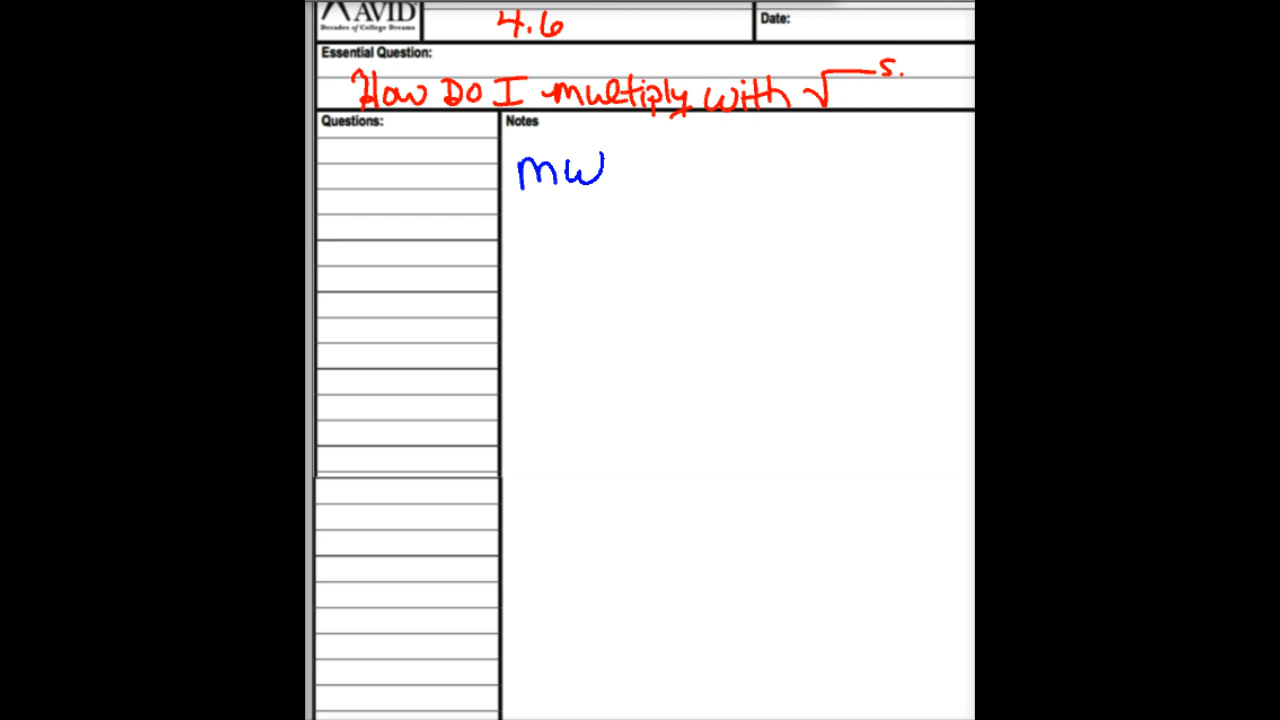 AVID
Decades of College Dreams
4.6
Date:
Essential Question:
How Do I multiply with √ s.
Questions:
Notes
mw